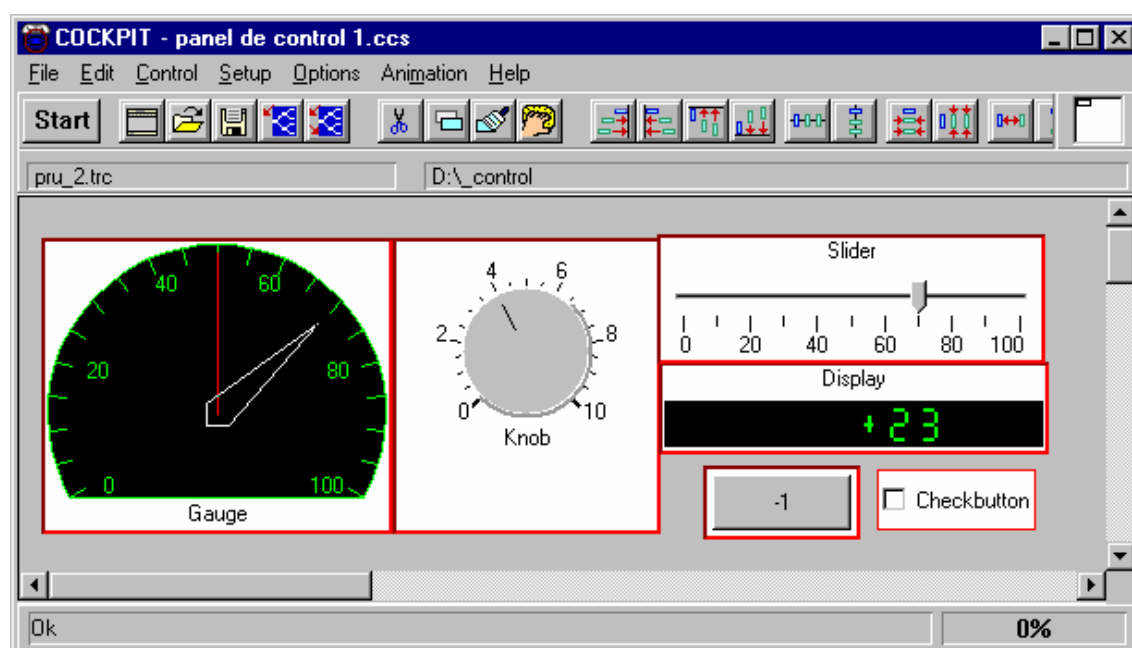 COCKPIT - panel de control 1.ccs
File Edit Control Setup Options Animation Help
Start
pru_2.trc D:\_control
0 20 40 60 80 100
Gauge
0 2 4 6 8 10
Knob
Slider
0 20 40 60 80 100
Display
+23
-1
Checkbutton
Ok 0%